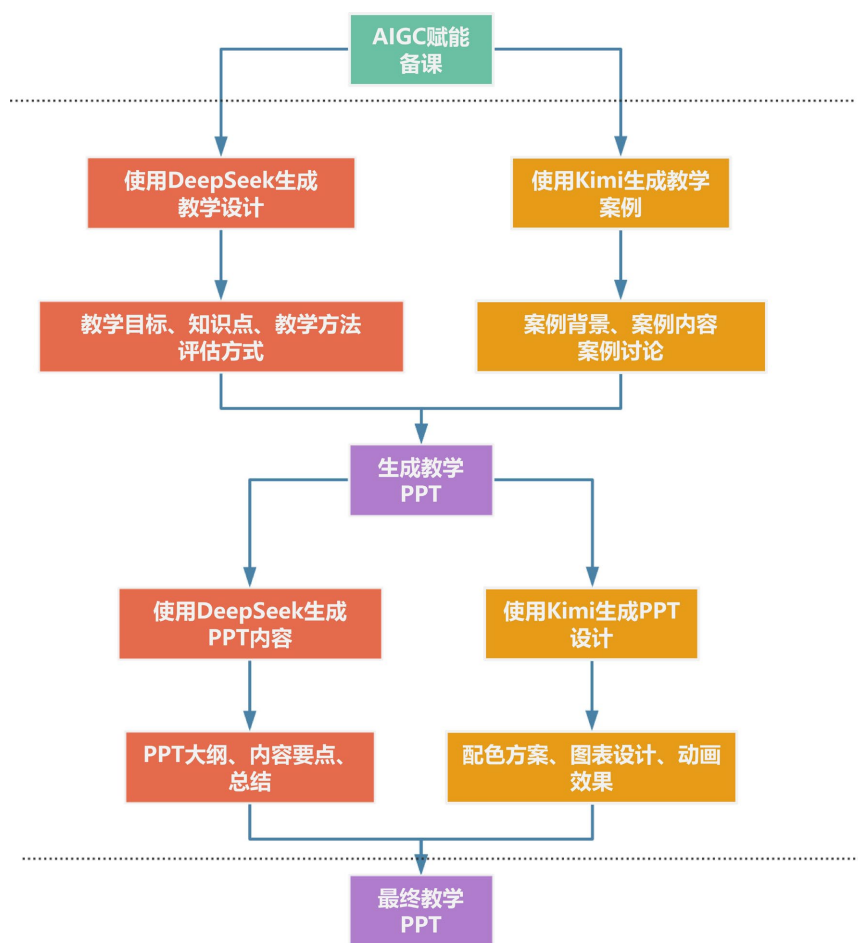 AIGC赋能
备课
使用DeepSeek生成
教学设计
使用Kimi生成教学
案例
教学目标、知识点、教学方法
评估方式
案例背景、案例内容
案例讨论
生成教学
PPT
使用DeepSeek生成
PPT内容
使用Kimi生成PPT
设计
PPT大纲、内容要点、
总结
配色方案、图表设计、动画
效果
最终教学
PPT